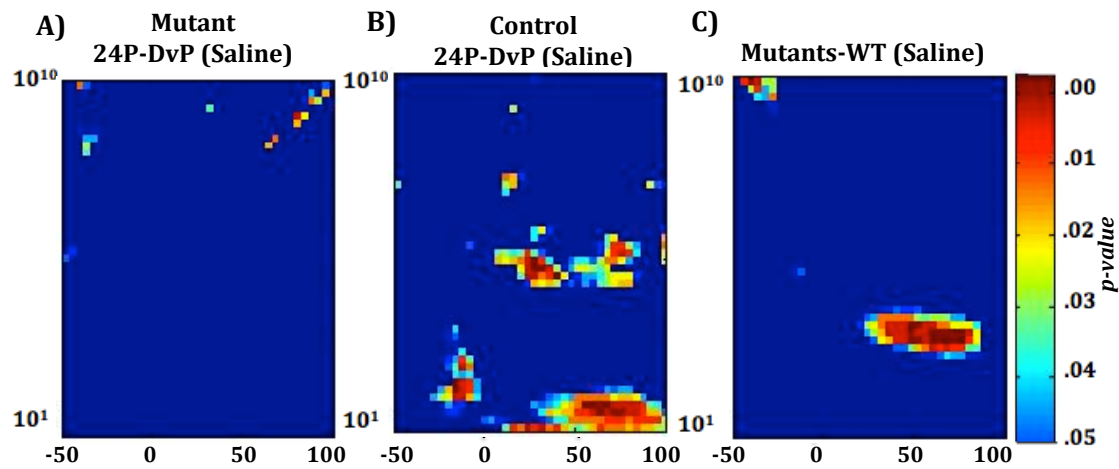 A)
Mutant
24P-DvP (Saline)
B)
Control
24P-DvP (Saline)
C)
Mutants-WT (Saline)
10¹⁰
10¹
-50 0 50 100
10¹⁰
10¹
-50 0 50 100
10¹⁰
10¹
-50 0 50 100
.00
.01
.02
.03
.04
.05
p-value